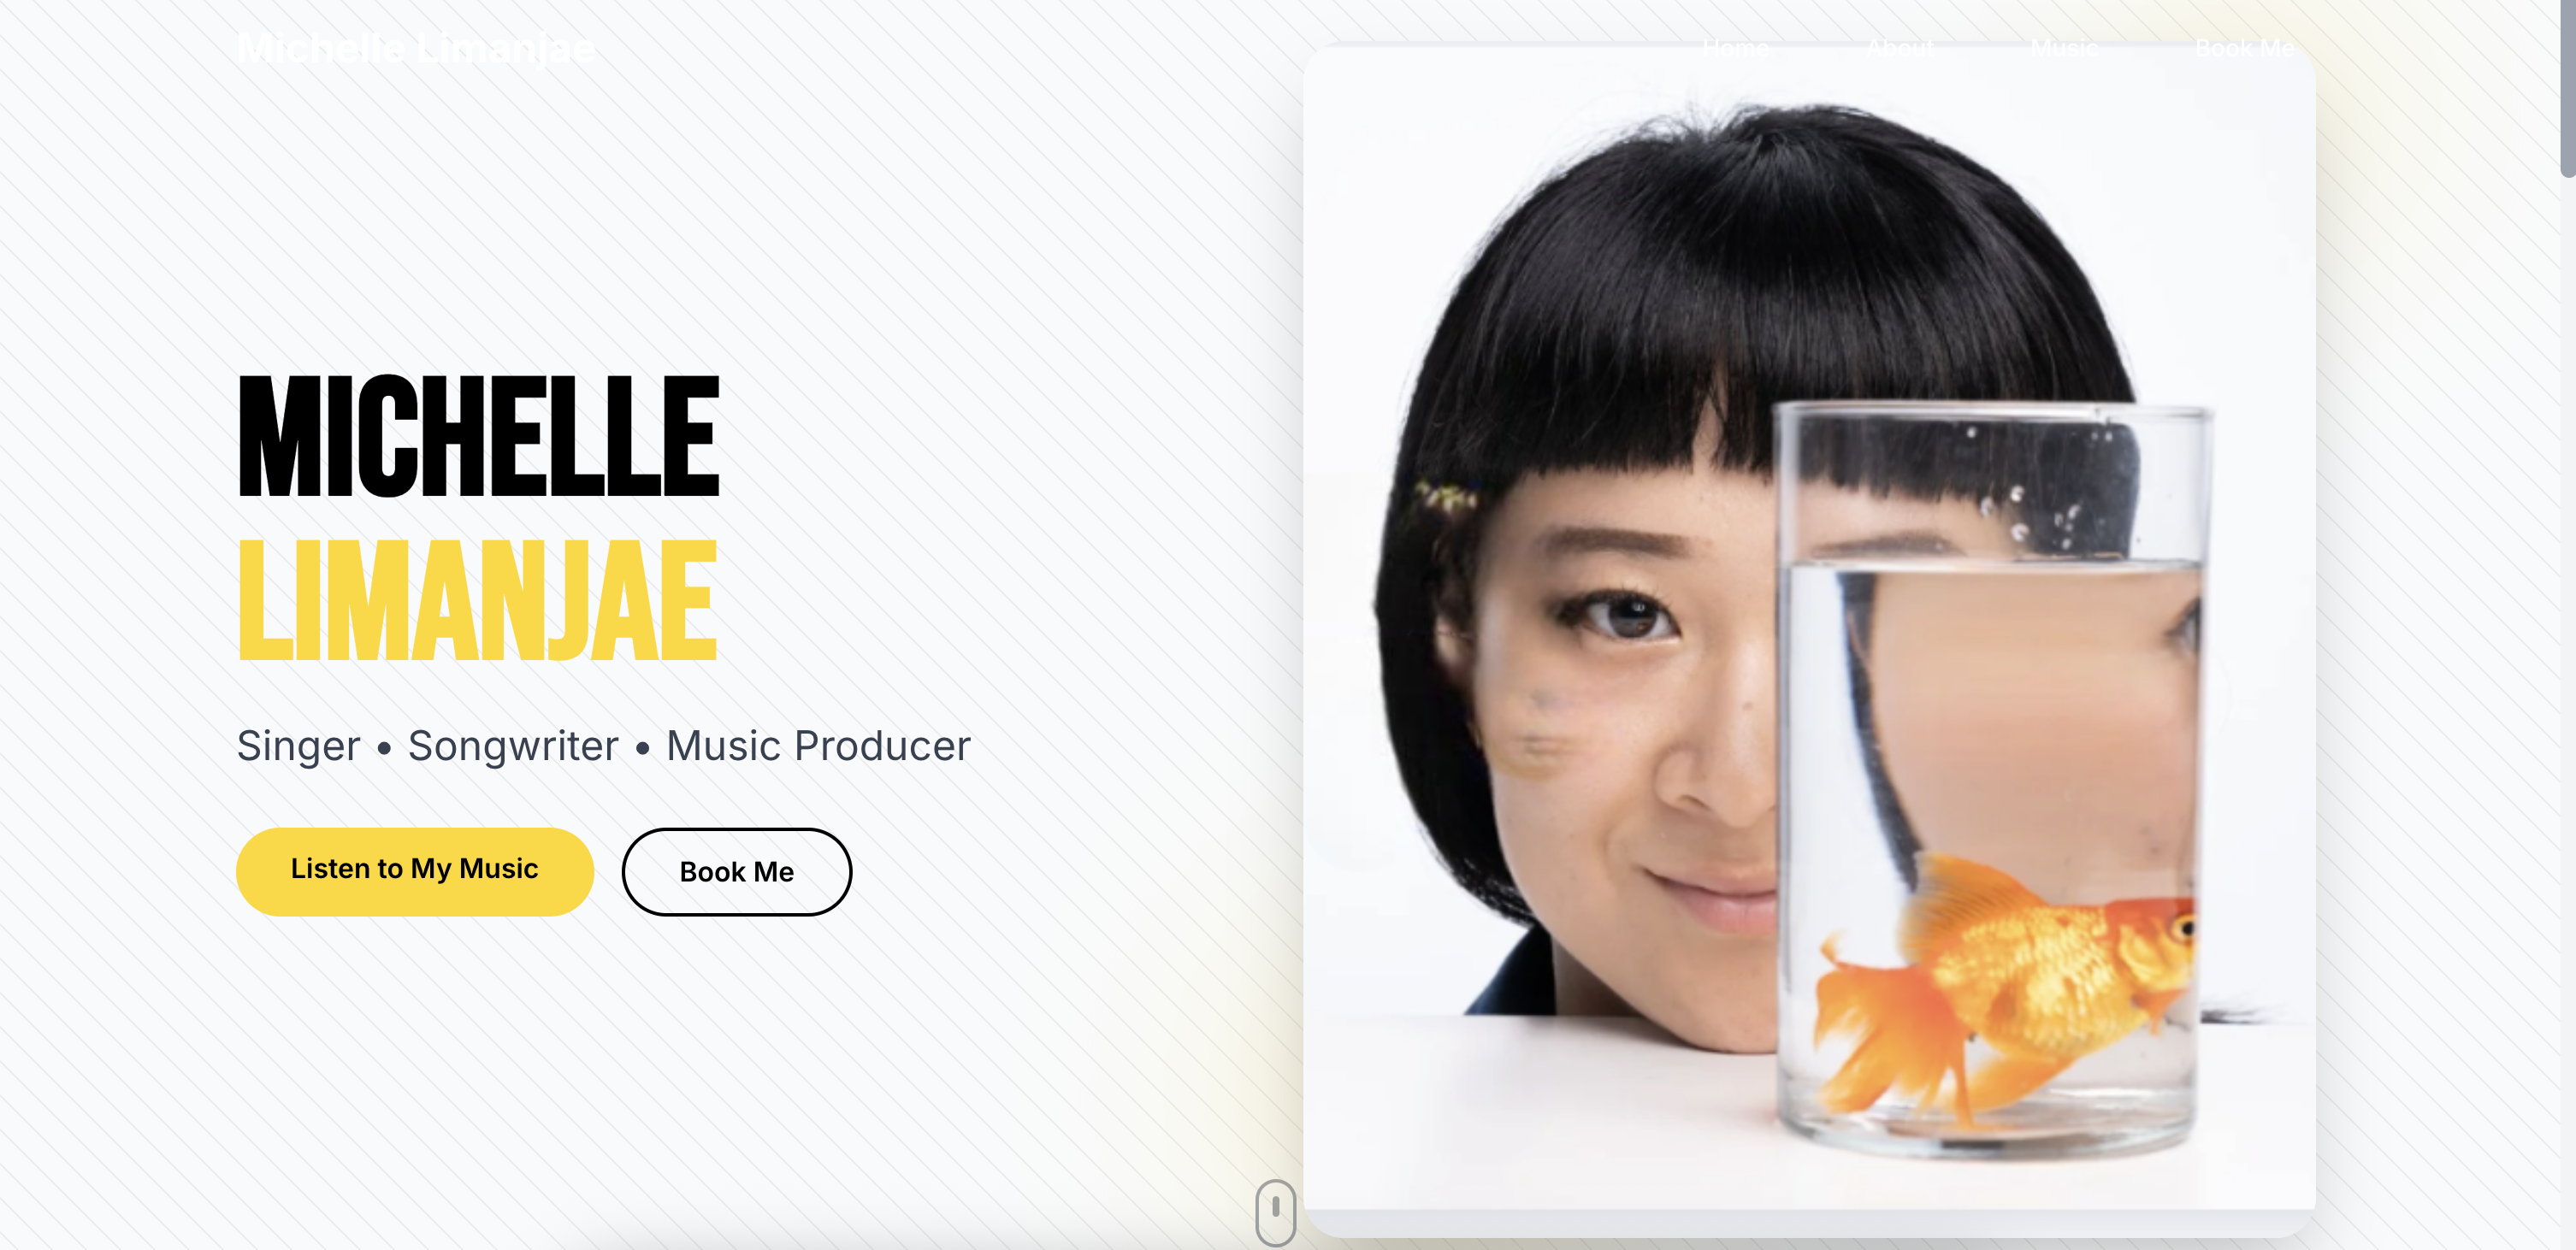 Michelle Limanjae
Home About Music Book Me
MICHELLE
LIMANJAE
Singer • Songwriter • Music Producer
Listen to My Music
Book Me